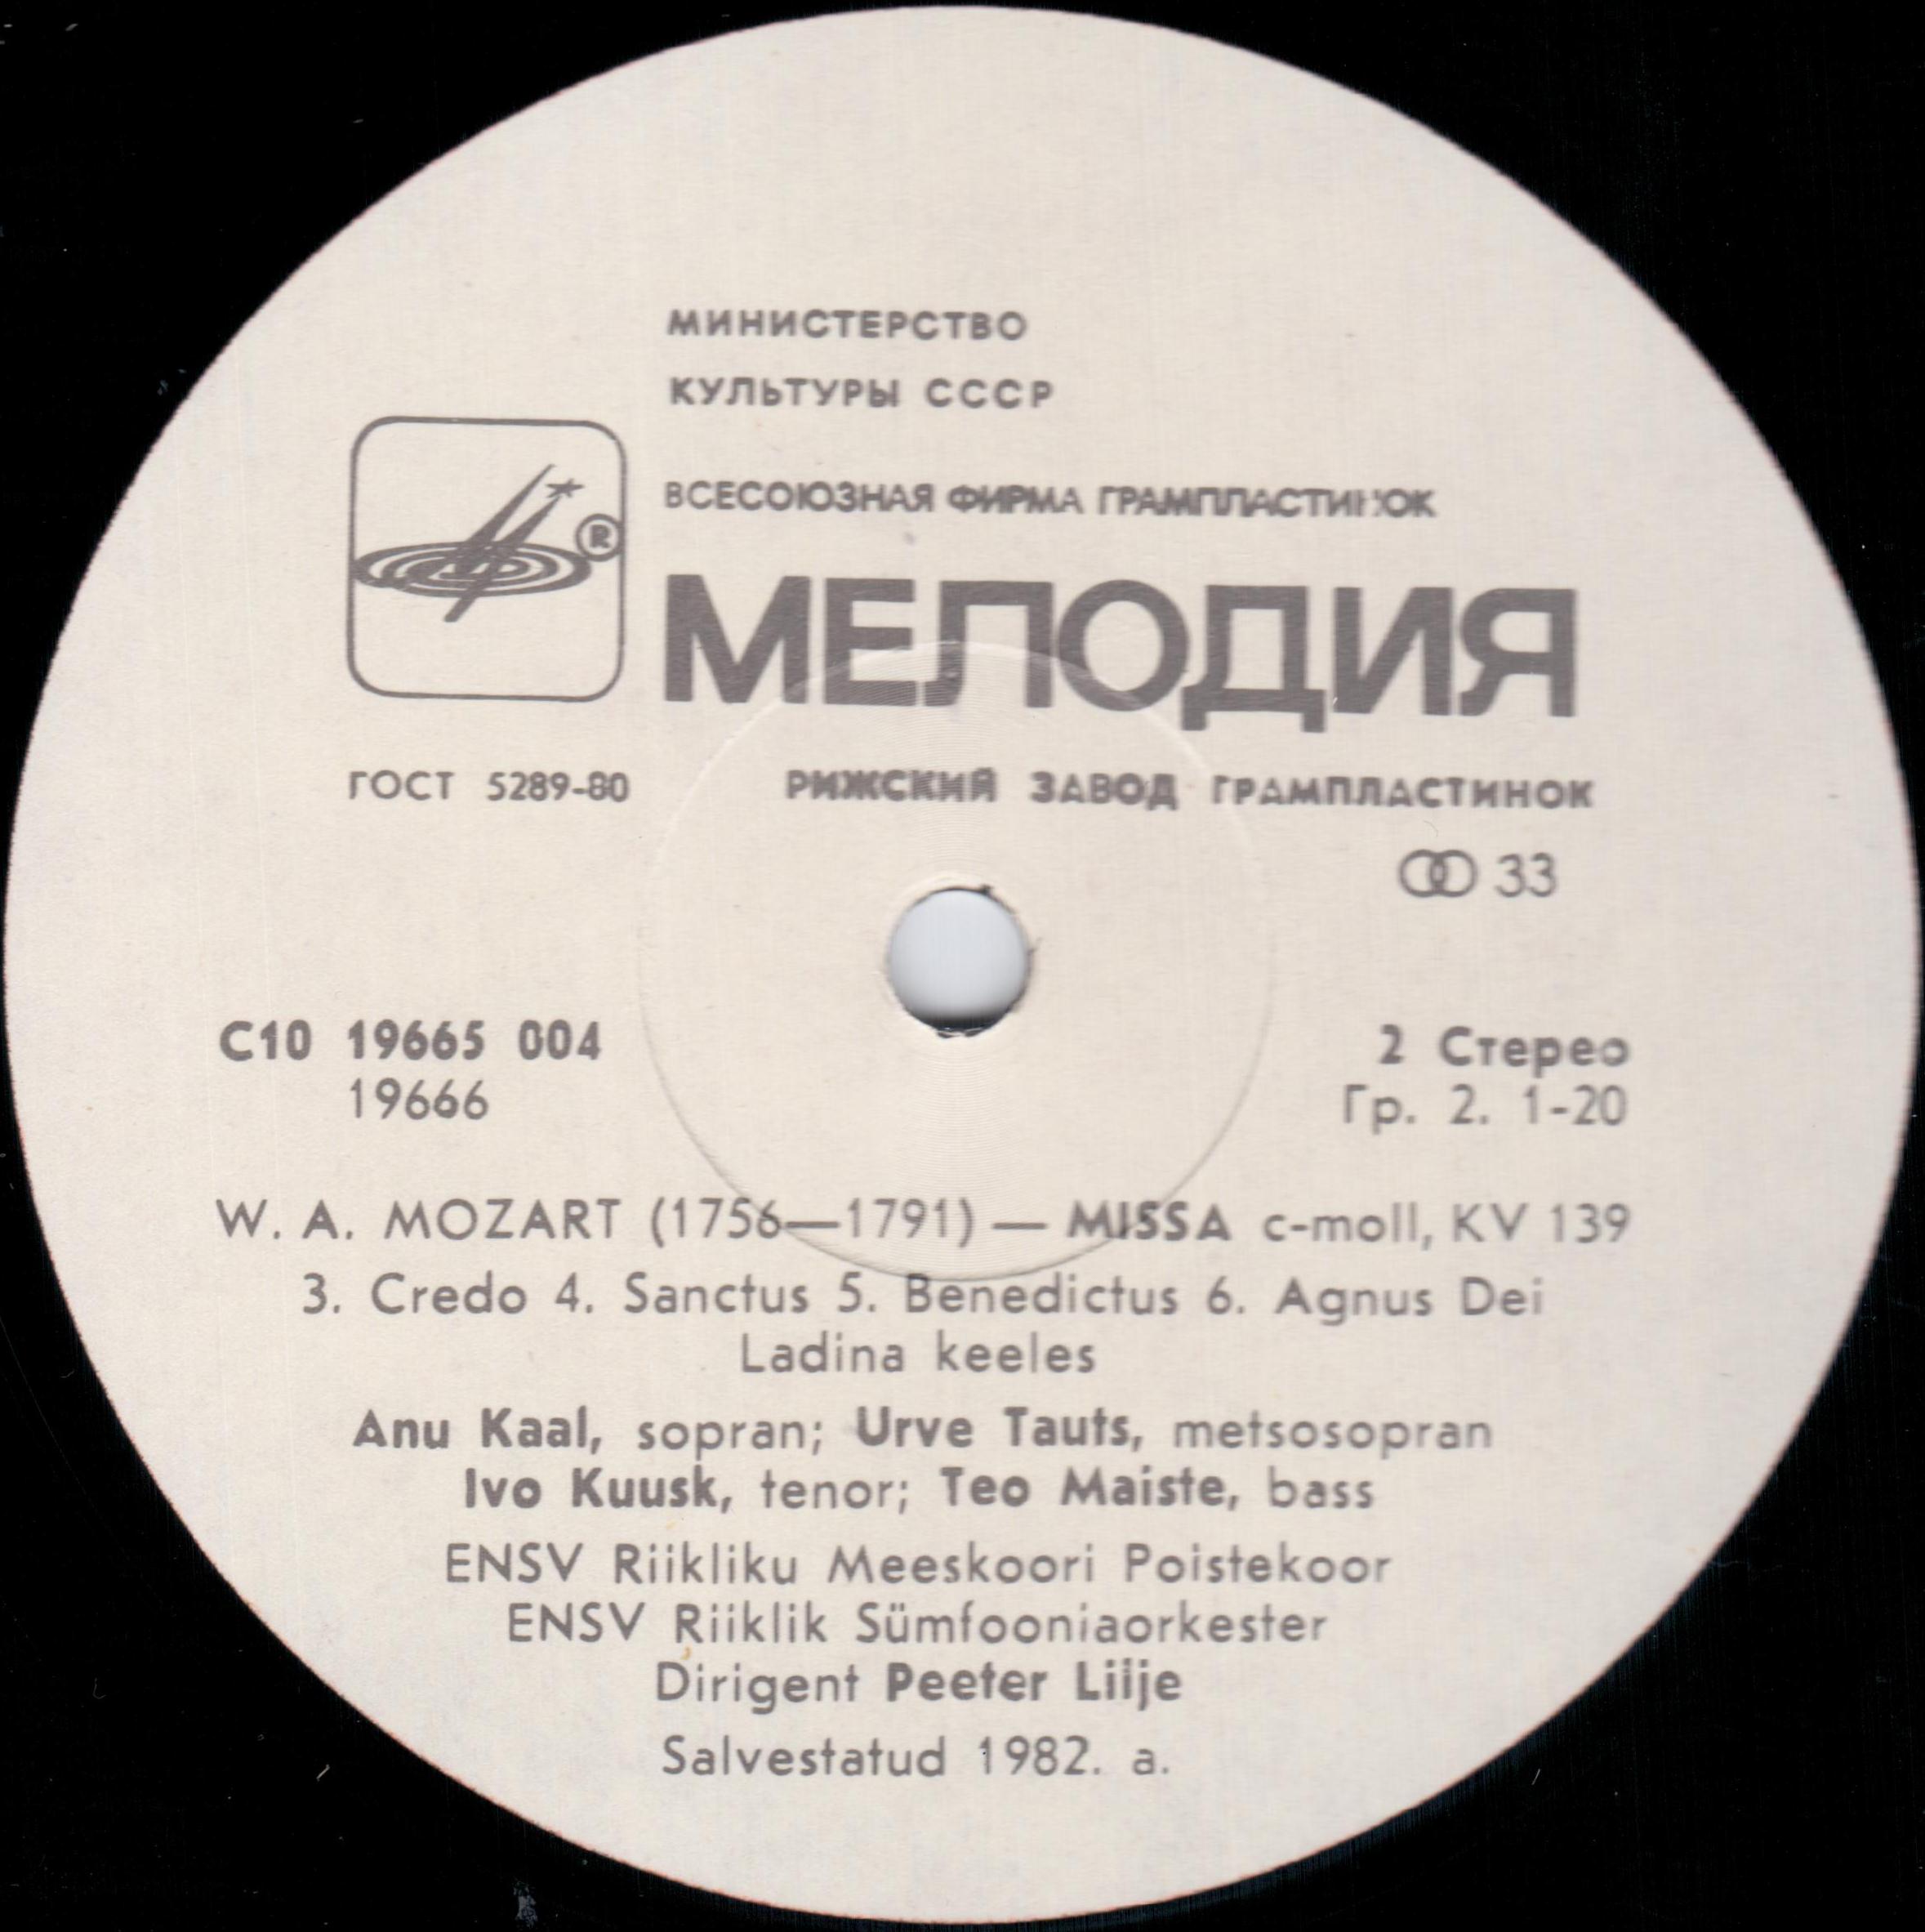 МИНИСТЕРСТВО
КУЛЬТУРЫ СССР
ВСЕСОЮЗНАЯ ФИРМА ГРАМПЛАСТИНОК
®
МЕЛОДИЯ
ГОСТ 5289-80 РИЖСКИЙ ЗАВОД ГРАМПЛАСТИНОК
33
С10 19665 004 2 Стерео
19666 Гр. 2. 1-20
W. A. MOZART (1756—1791) — MISSA c-moll, KV 139
3. Credo 4. Sanctus 5. Benedictus 6. Agnus Dei
Ladina keeles
Anu Kaal, sopran; Urve Tauts, metsosopran
Ivo Kuusk, tenor; Teo Maiste, bass
ENSV Riikliku Meeskoori Poistekoor
ENSV Riiklik Sümfooniaorkester
Dirigent Peeter Lilje
Salvestatud 1982. a.